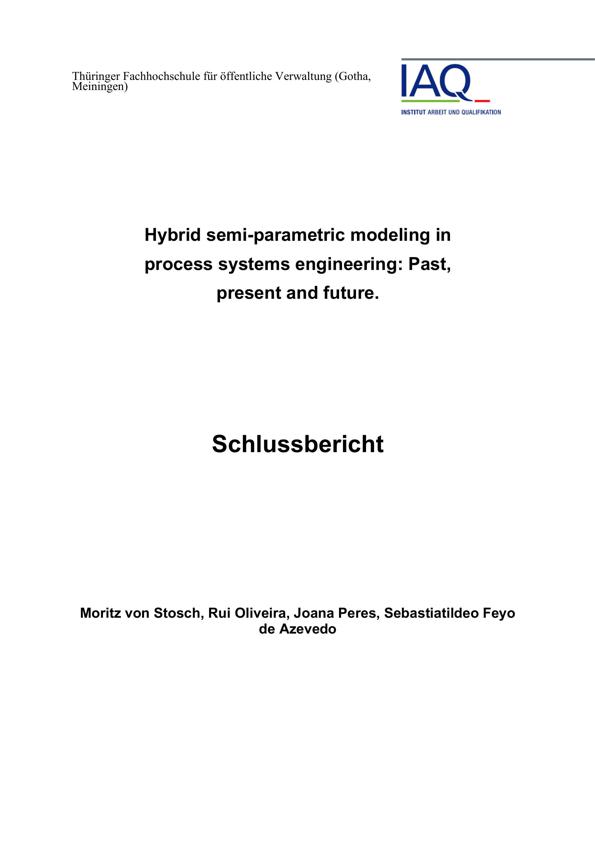 Thüringer Fachhochschule für öffentliche Verwaltung (Gotha,
Meiningen)
IAQ
INSTITUT ARBEIT UND QUALIFIKATION
Hybrid semi-parametric modeling in
process systems engineering: Past,
present and future.
Schlussbericht
Moritz von Stosch, Rui Oliveira, Joana Peres, Sebastiatildeo Feyo
de Azevedo